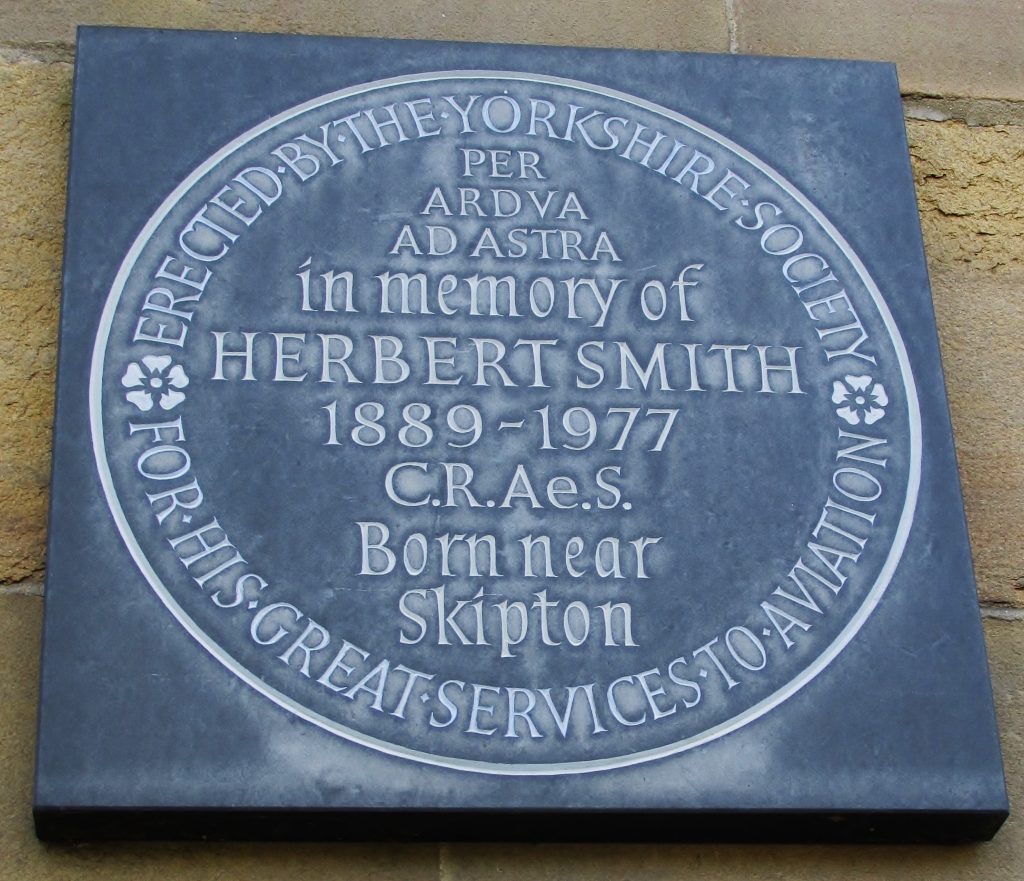 ERECTED·BY·THE·YORKSHIRE·SOCIETY
PER
ARDVA
AD ASTRA
in memory of
HERBERT SMITH
1889-1977
C.R.Ae.S.
Born near
Skipton
FOR·HIS·GREAT·SERVICES·TO·AVIATION